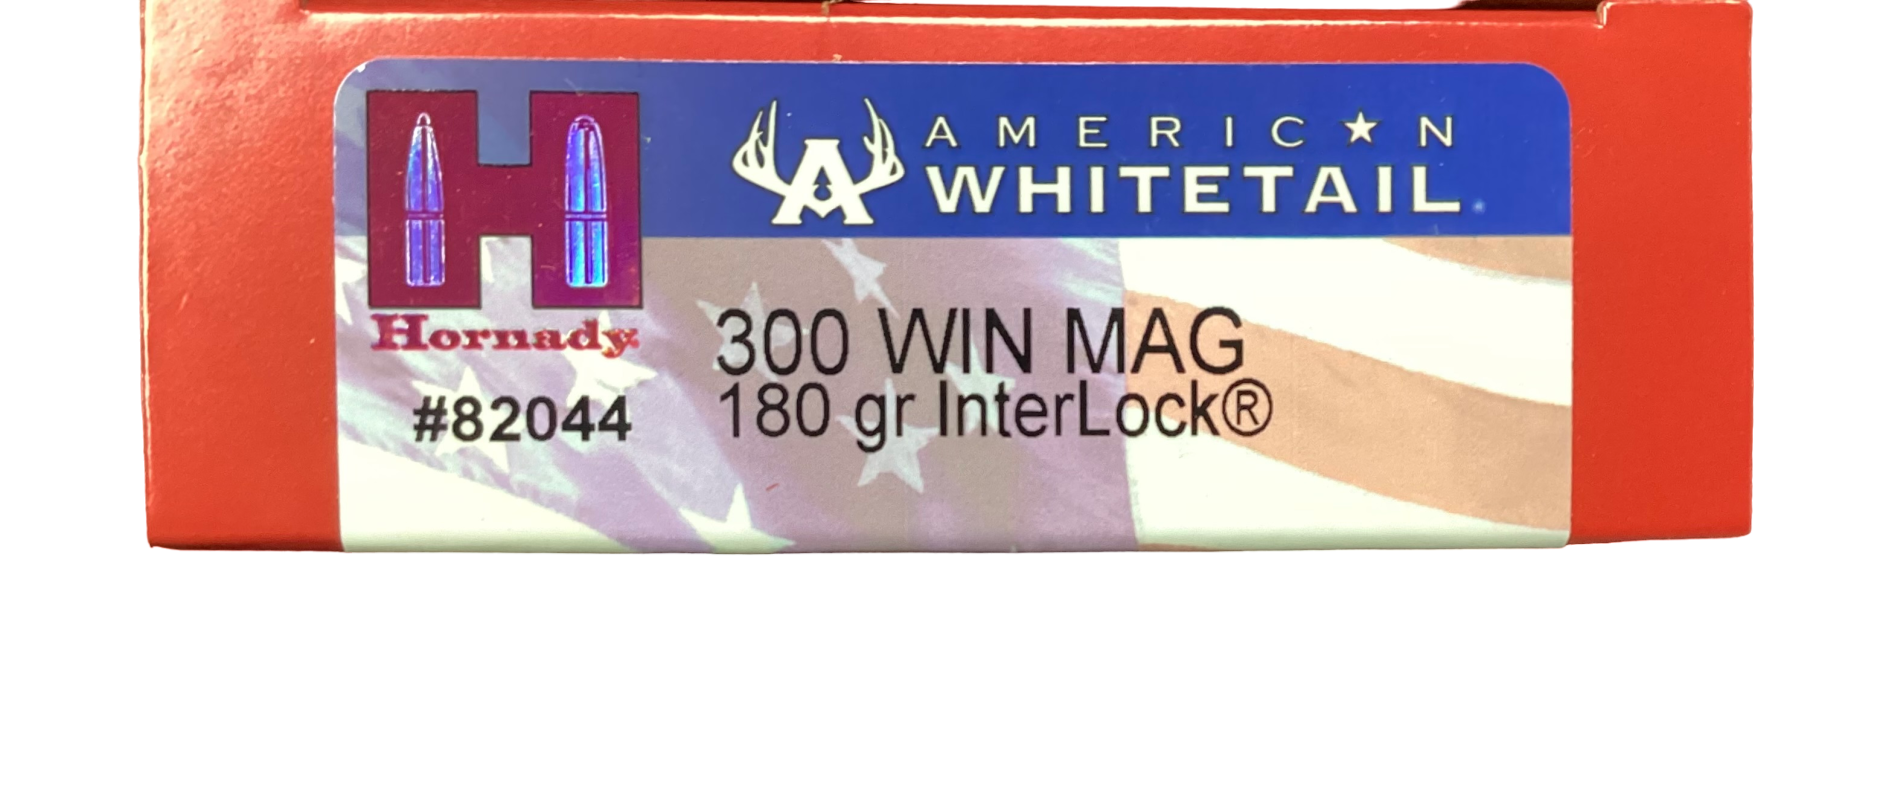 AMERIC★N
WHITETAIL
Hornady
#82044
300 WIN MAG
180 gr InterLock®